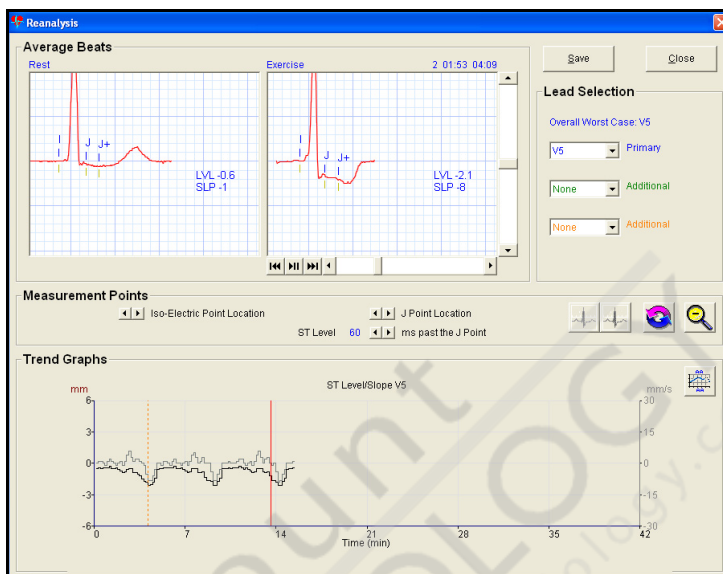 Reanalysis
Average Beats
Rest
Exercise 2 01:53 04:09
I J J+
LVL -0.6
SLP -1
I J J+
LVL -2.1
SLP -8
Save Close
Lead Selection
Overall Worst Case: V5
V5 Primary
None Additional
None Additional
Measurement Points
Iso-Electric Point Location
J Point Location
ST Level 60 ms past the J Point
Trend Graphs
mm ST Level/Slope V5 mm/s
6 30
3 15
0 0
-3 -15
-6 -30
0 7 14 21 28 35 42
Time (min)